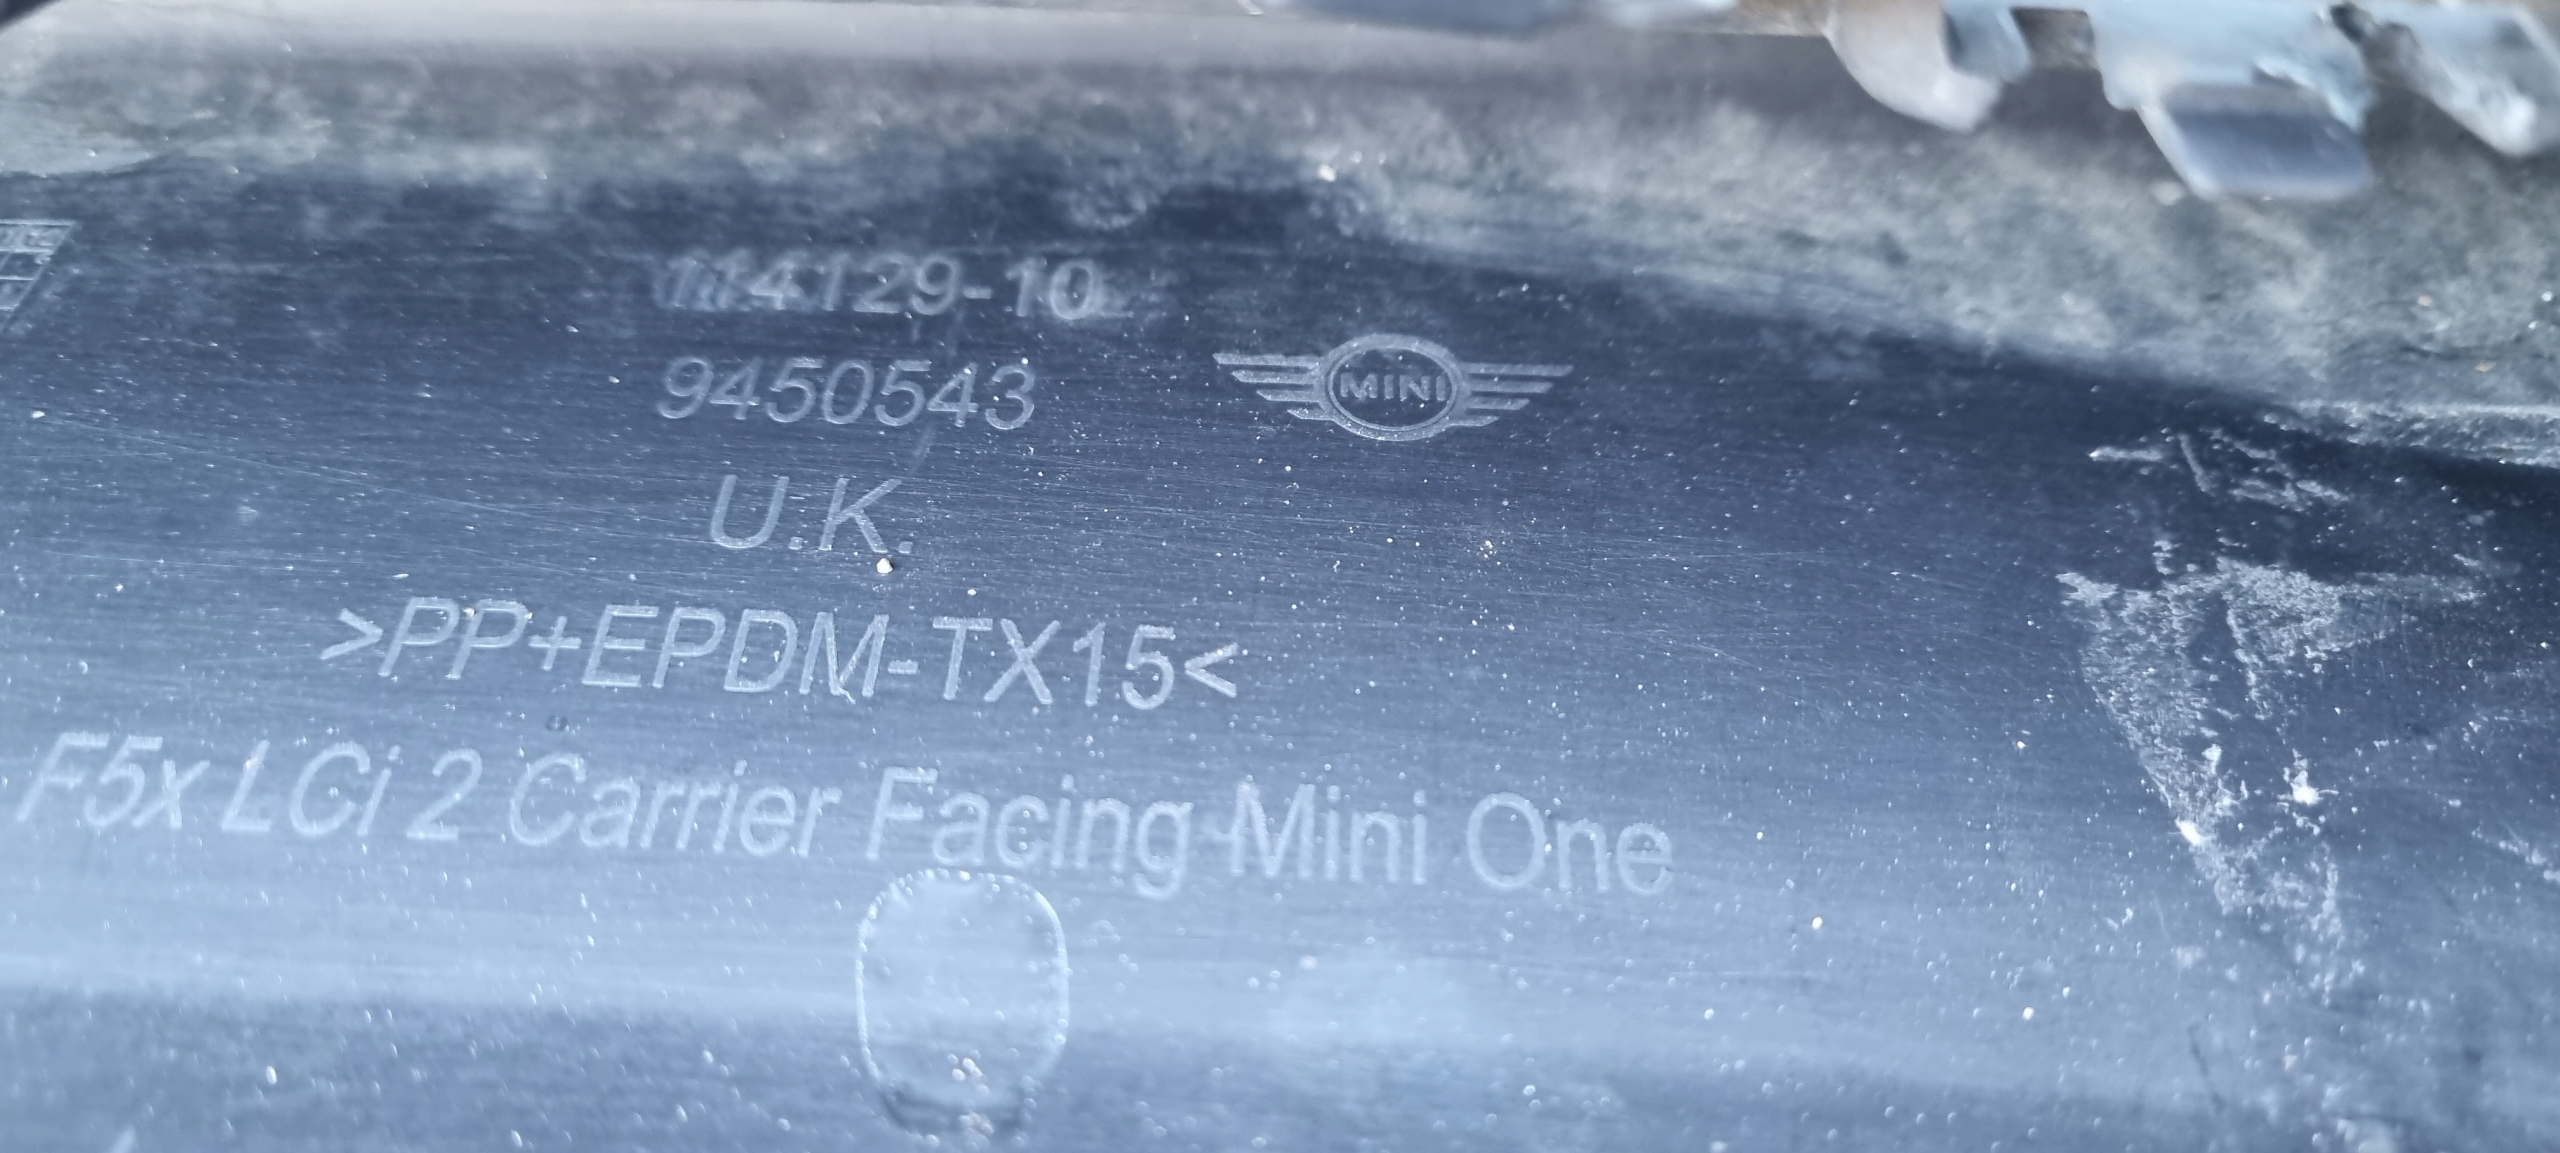 114129-10
9450543
MINI
U.K.
>PP+EPDM-TX15<
F5x LCi 2 Carrier Facing Mini One